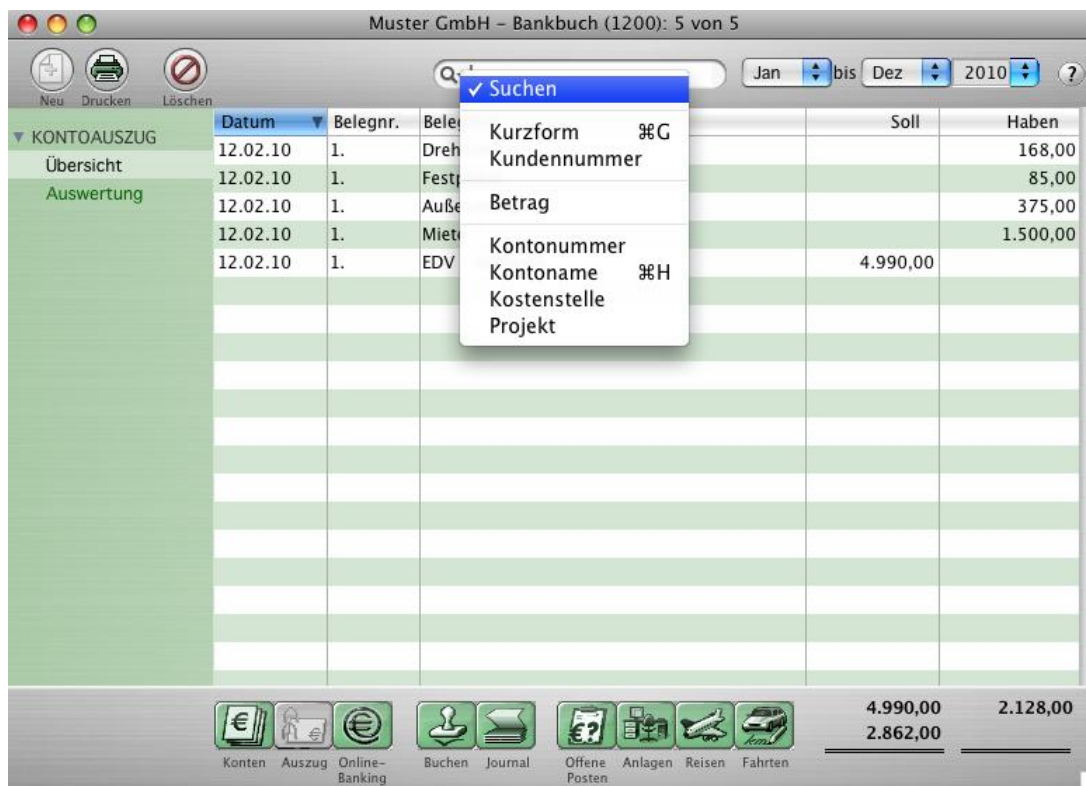 Muster GmbH – Bankbuch (1200): 5 von 5
Neu Drucken Löschen
Jan bis Dez 2010 ?
✓ Suchen
Kurzform ⌘G
Kundennummer
Betrag
Kontonummer
Kontoname ⌘H
Kostenstelle
Projekt
KONTOAUSZUG
Übersicht
Auswertung
Datum Belegnr. Soll Haben
12.02.10 1. 168,00
12.02.10 1. 85,00
12.02.10 1. 375,00
12.02.10 1. 1.500,00
12.02.10 1. EDV 4.990,00
4.990,00 2.128,00
2.862,00
Konten Auszug Online-Banking Buchen Journal Offene Posten Anlagen Reisen Fahrten